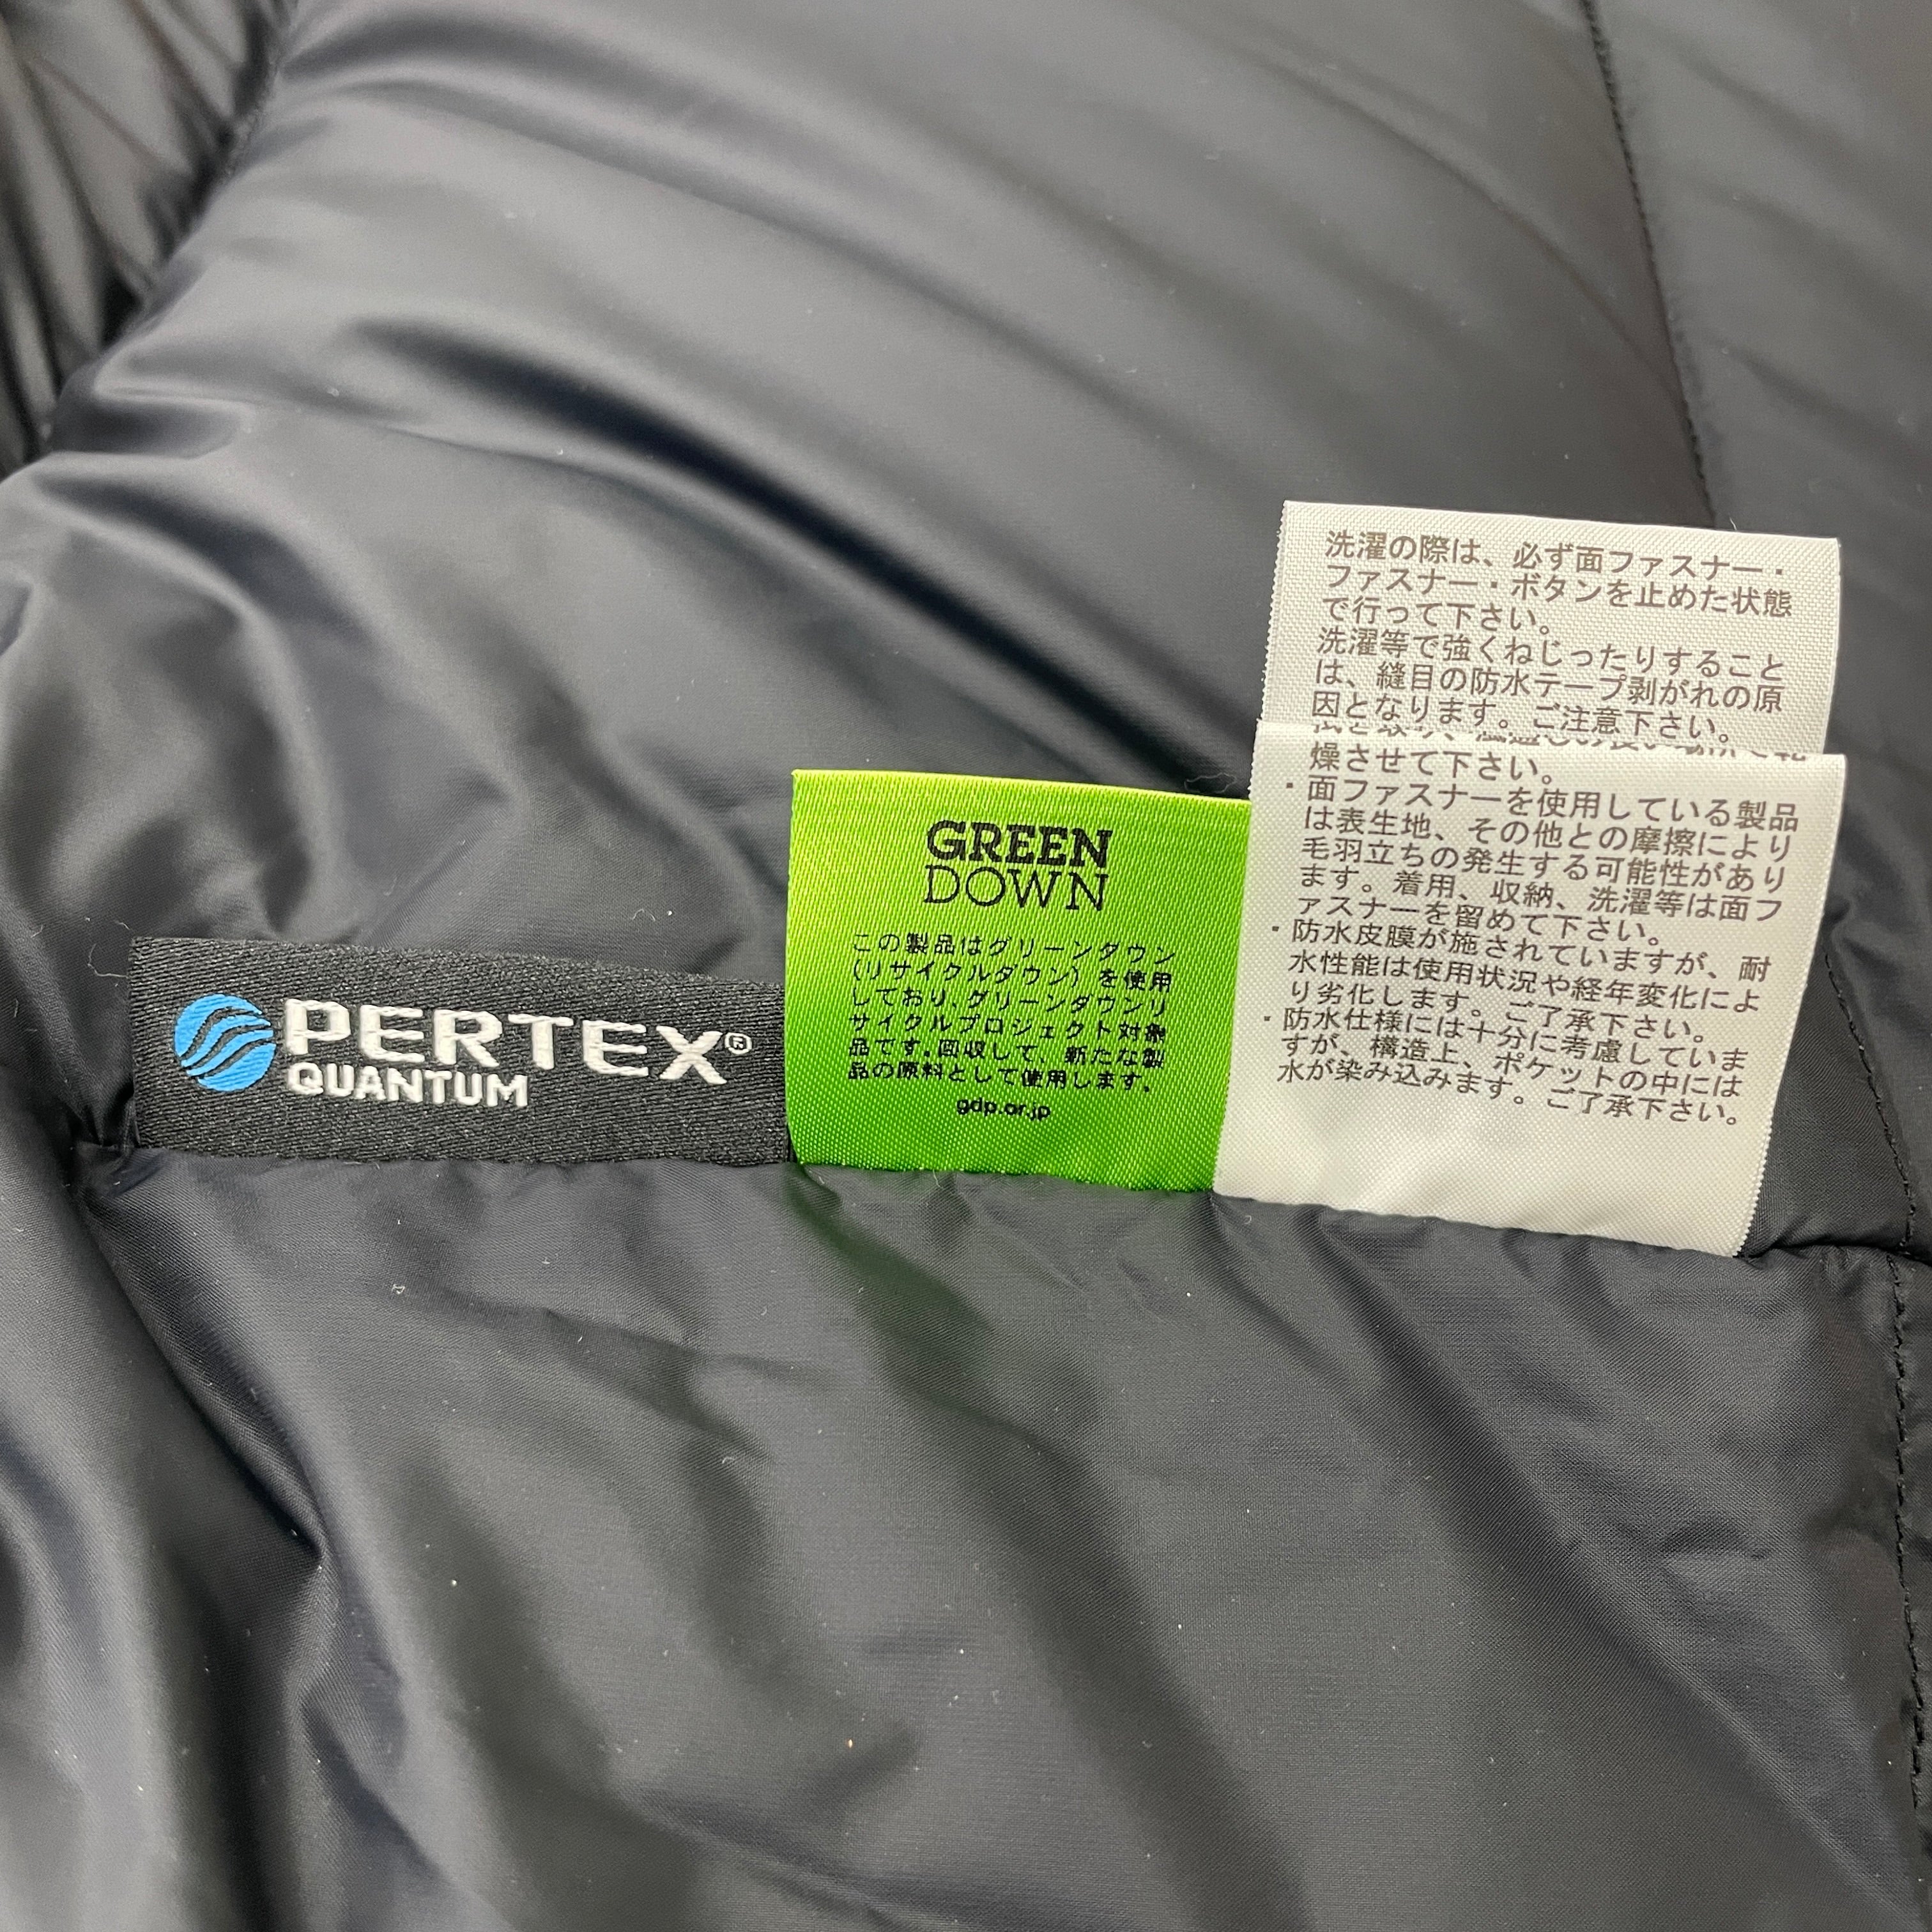 PERTEX®
QUANTUM
GREEN
DOWN
この製品はグリーンダウン
(リサイクルダウン)を使用
しており、グリーンダウンリ
サイクルプロジェクト対象
品です。回収して、新たな製
品の原料として使用します。
gdp.or.jp
洗濯の際は、必ず面ファスナー・
ファスナー・ボタンを止めた状態
で行って下さい。
洗濯等で強くねじったりすること
は、縫目の防水テープ剥がれの原
因となります。ご注意下さい。
燥させて下さい。
・面ファスナーを使用している製品
は表生地、その他との摩擦により
毛羽立ちの発生する可能性があり
ます。着用、収納、洗濯等は面フ
ァスナーを留めて下さい。
・防水皮膜が施されていますが、耐
水性能は使用状況や経年変化によ
り劣化します。ご了承下さい。
・防水仕様には十分に考慮していま
すが、構造上、ポケットの中には
水が染み込みます。ご了承下さい。